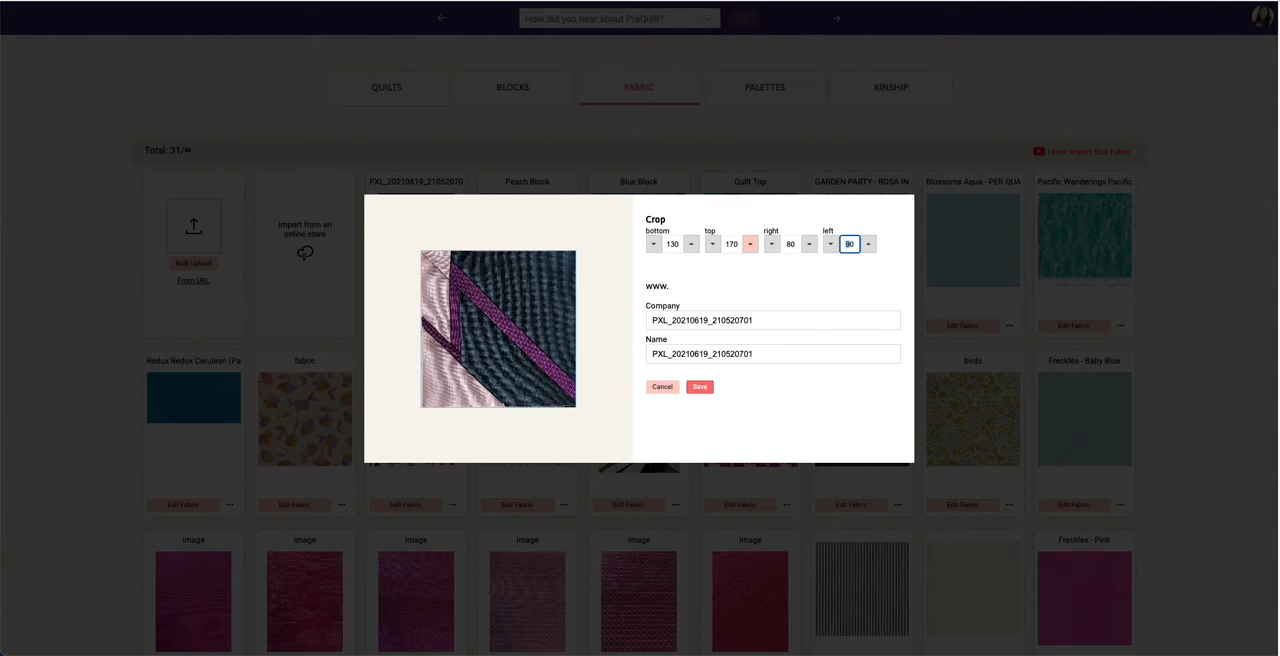 How did you hear about PreQuilt?
QUILTS BLOCKS FABRIC PALETTES KINSHIP
Total: 31/∞ Learn: Import Your Fabric
PXL_20210619_21052070 Peach Block Blue Block Quilt Top GARDEN PARTY - ROSA IN Blossoms Aqua - PER QUA Pacific Wanderings Pacific
Import from an
online store
Bulk Upload
From URL
Crop
bottom top right left
130 170 80 90
www.
Company
PXL_20210619_210520701
Name
PXL_20210619_210520701
Cancel Save
Edit Fabric Edit Fabric
Redux Redux Cerulean (Pa fabric birds Freckles - Baby Blue
Edit Fabric Edit Fabric Edit Fabric Edit Fabric Edit Fabric Edit Fabric Edit Fabric Edit Fabric Edit Fabric
image image image image image image Freckles - Pink